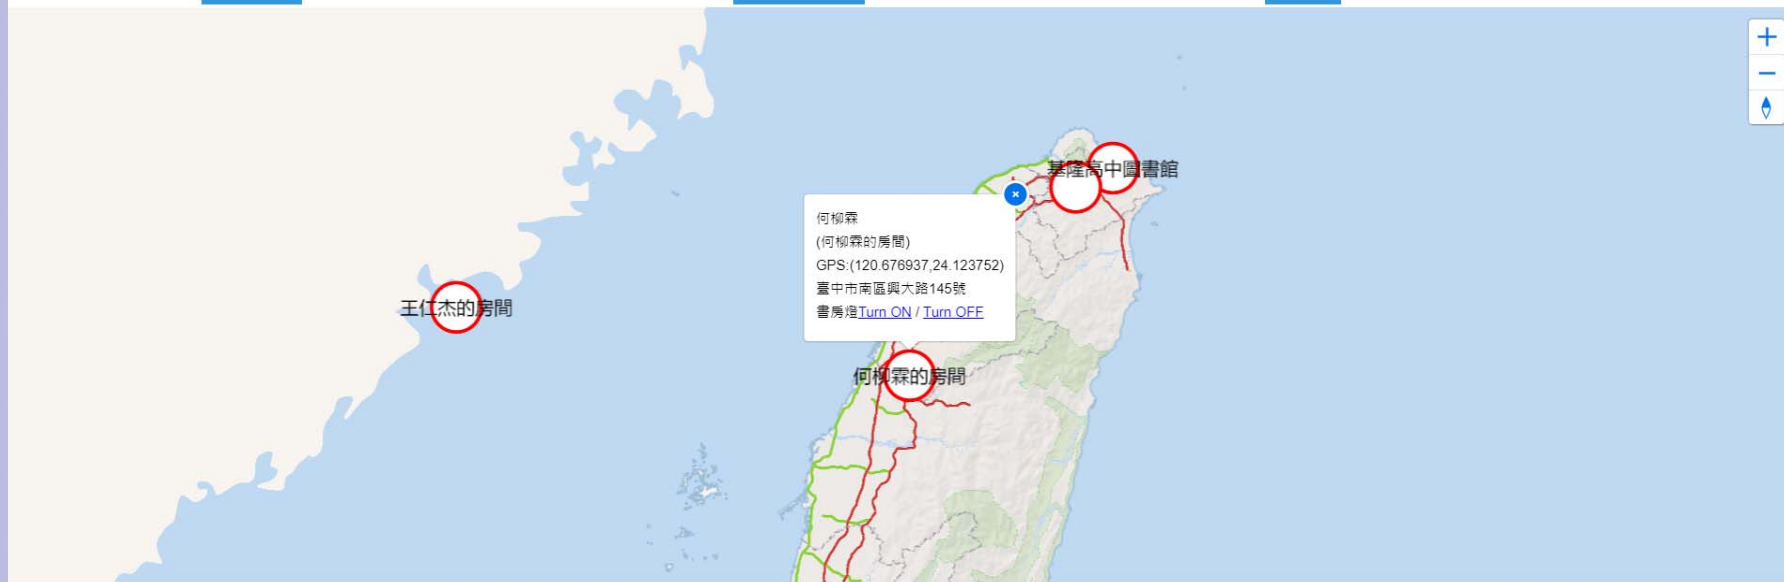 基隆高中圖書館
何柳霖
(何柳霖的房間)
GPS:(120.676937,24.123752)
臺中市南區興大路145號
書房燈Turn ON / Turn OFF
王仁杰的房間
何柳霖的房間